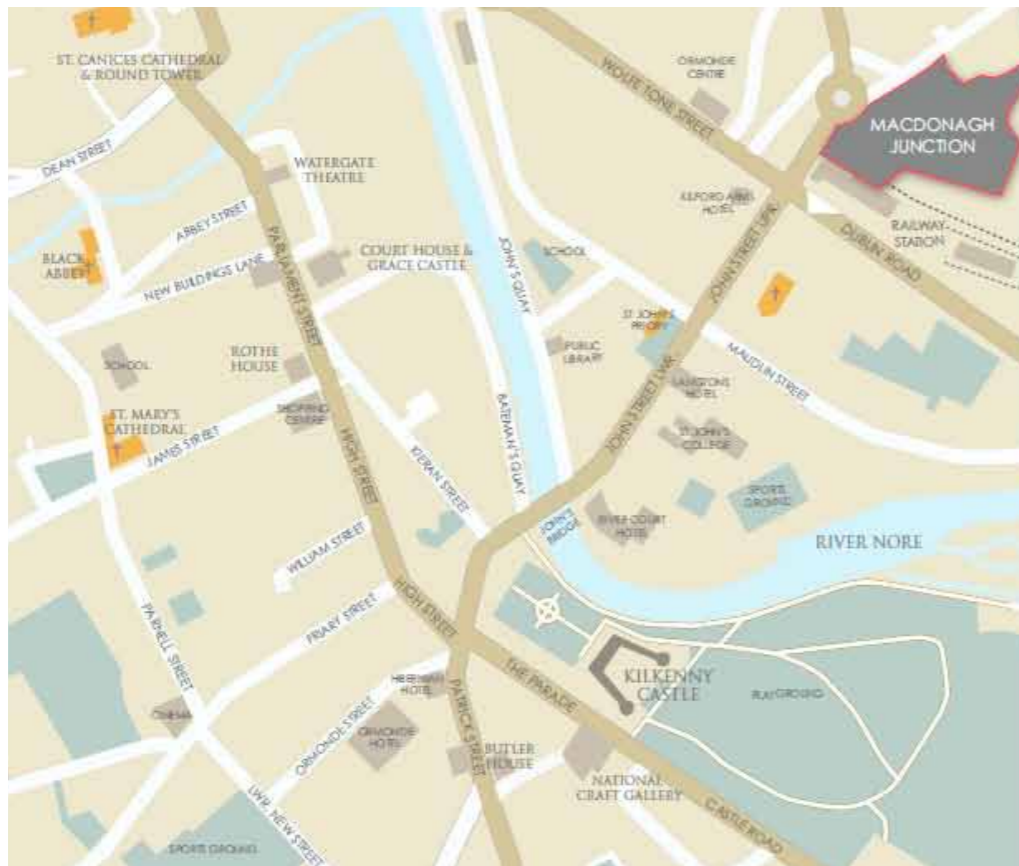 ST. CANICES CATHEDRAL
& ROUND TOWER
DEAN STREET
WATERGATE
THEATRE
ABBEY STREET
BLACK
ABBEY
NEW BUILDINGS LANE
PARLIAMENT STREET
COURT HOUSE &
GRACE CASTLE
JOHN'S QUAY
SCHOOL
WOLFE TONE STREET
ORMONDE
CENTRE
MACDONAGH
JUNCTION
KILFORD ARMS
HOTEL
RAILWAY
STATION
DUBLIN ROAD
JOHN STREET UPR
ST. JOHN'S
PRIORY
PUBLIC
LIBRARY
MAUDLIN STREET
LANGTONS
HOTEL
JOHN STREET LWR
ST JOHN'S
COLLEGE
ROTHE
HOUSE
SCHOOL
SHOPPING
CENTRE
ST. MARY'S
CATHEDRAL
JAMES STREET
HIGH STREET
KIERAN STREET
BATEMAN'S QUAY
SPORTS
GROUND
JOHN'S
BRIDGE
RIVER COURT
HOTEL
RIVER NORE
WILLIAM STREET
PRIARY STREET
HIGH STREET
PARNELL STREET
THE PARADE
KILKENNY
CASTLE
PLAYGROUND
HIBERNIAN
HOTEL
PATRICK STREET
CINEMA
ORMONDE STREET
ORMONDE
HOTEL
BUTLER
HOUSE
NATIONAL
CRAFT GALLERY
CASTLE ROAD
LWR. NEW STREET
SPORTS GROUND